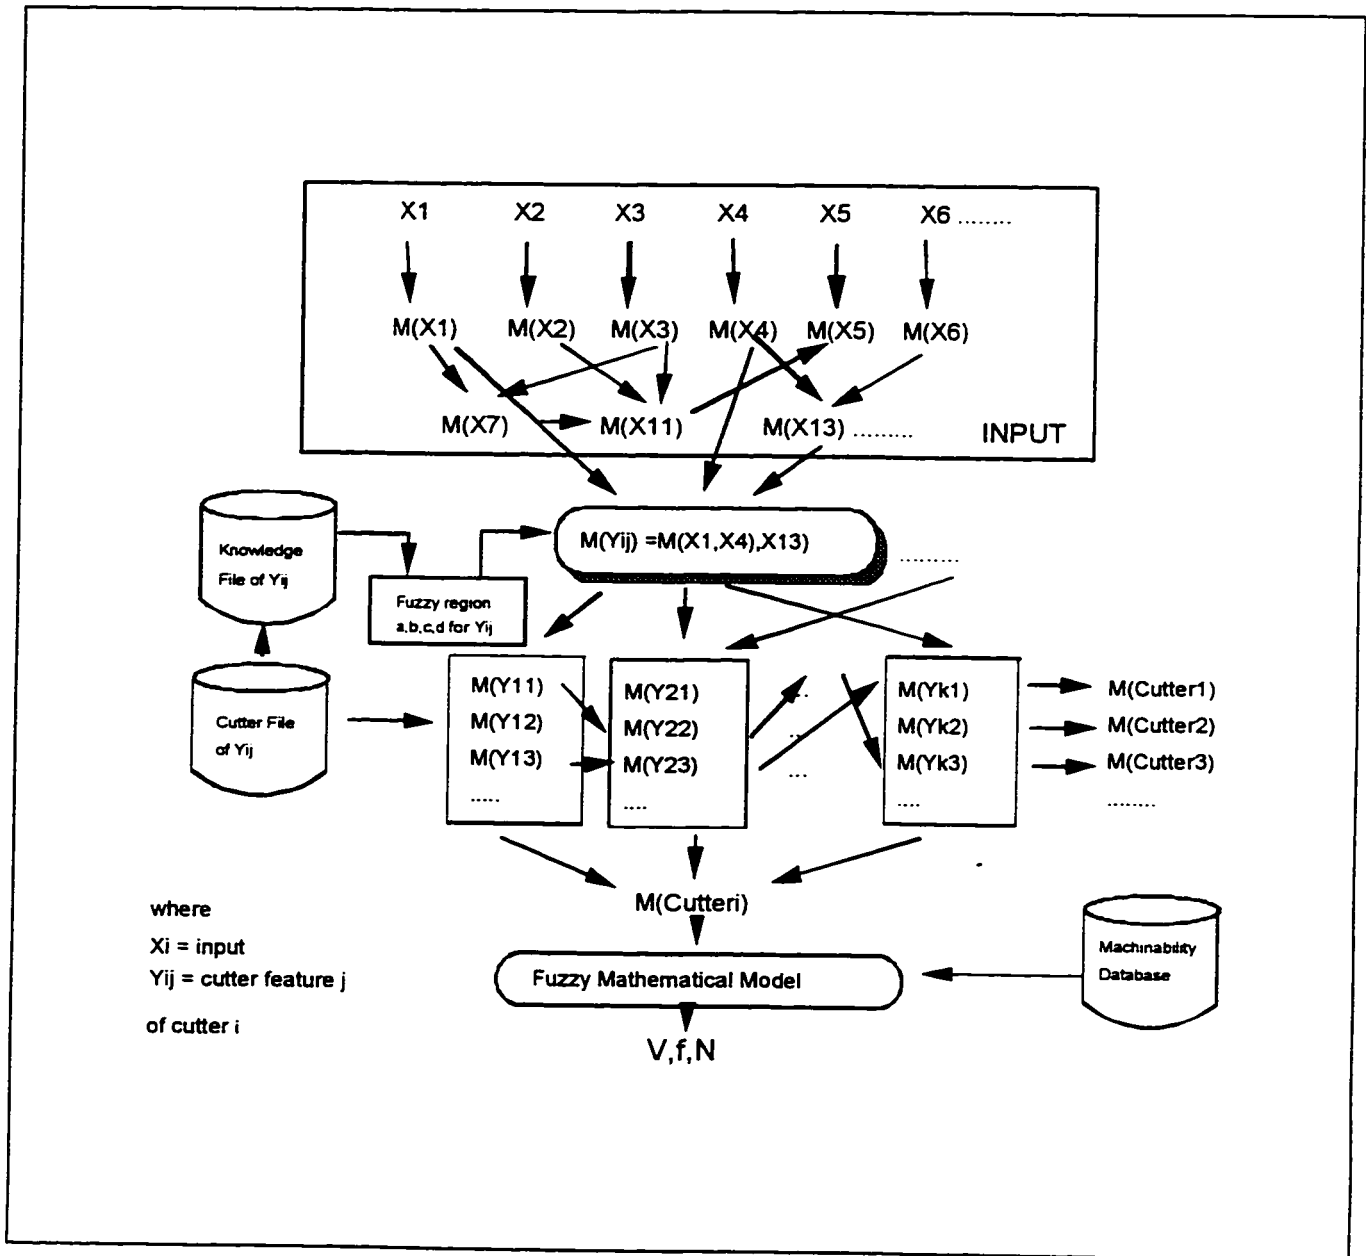 X1 X2 X3 X4 X5 X6 ........
M(X1) M(X2) M(X3) M(X4) M(X5) M(X6)
M(X7) M(X11) M(X13) ......... INPUT
Knowledge
File of Yij
M(Yij) =M(X1,X4),X13)
.........
Fuzzy region
a,b,c,d for Yij
Cutter File
of Yij
M(Y11)
M(Y12)
M(Y13)
.....
M(Y21)
M(Y22)
M(Y23)
....
...
...
...
M(Yk1)
M(Yk2)
M(Yk3)
....
M(Cutter1)
M(Cutter2)
M(Cutter3)
........
M(Cutteri)
where
Xi = input
Yij = cutter feature j
of cutter i
Fuzzy Mathematical Model
Machinability
Database
V,f,N